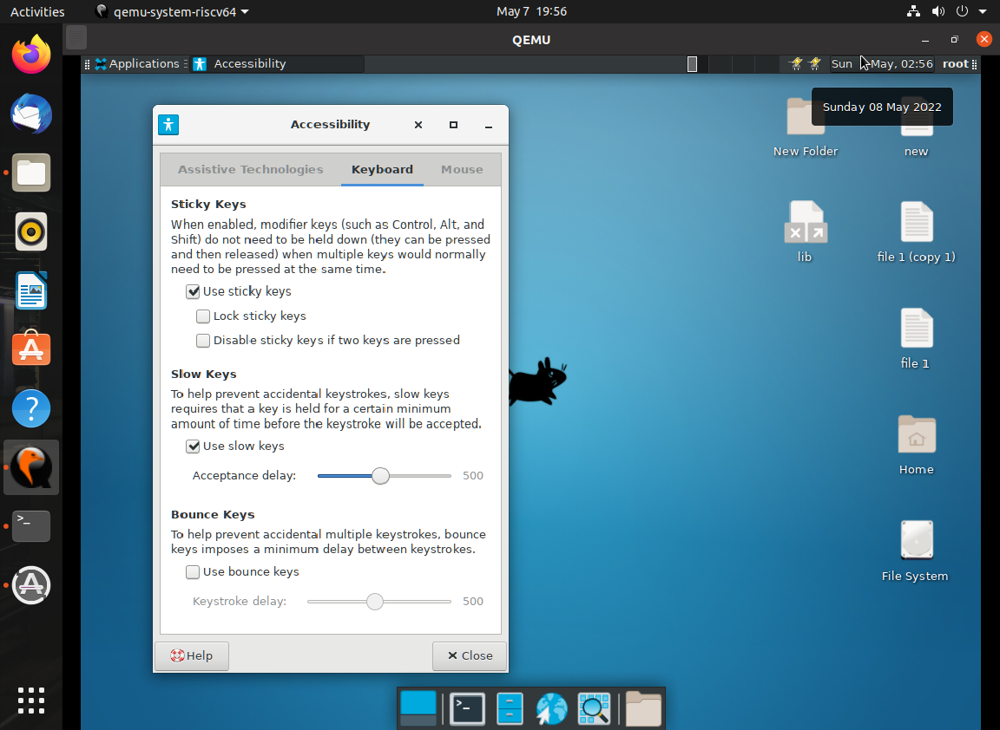 Activities
qemu-system-riscv64
May 7 19:56
QEMU
Applications
Accessibility
Sun
May, 02:56
root
Sunday 08 May 2022
Accessibility
Assistive Technologies
Keyboard
Mouse
Sticky Keys
When enabled, modifier keys (such as Control, Alt, and
Shift) do not need to be held down (they can be pressed
and then released) when multiple keys would normally
need to be pressed at the same time.
Use sticky keys
Lock sticky keys
Disable sticky keys if two keys are pressed
Slow Keys
To help prevent accidental keystrokes, slow keys
requires that a key is held for a certain minimum
amount of time before the keystroke will be accepted.
Use slow keys
Acceptance delay:
500
Bounce Keys
To help prevent accidental multiple keystrokes, bounce
keys imposes a minimum delay between keystrokes.
Use bounce keys
Keystroke delay:
500
Help
Close
New Folder
new
lib
file 1 (copy 1)
file 1
Home
File System